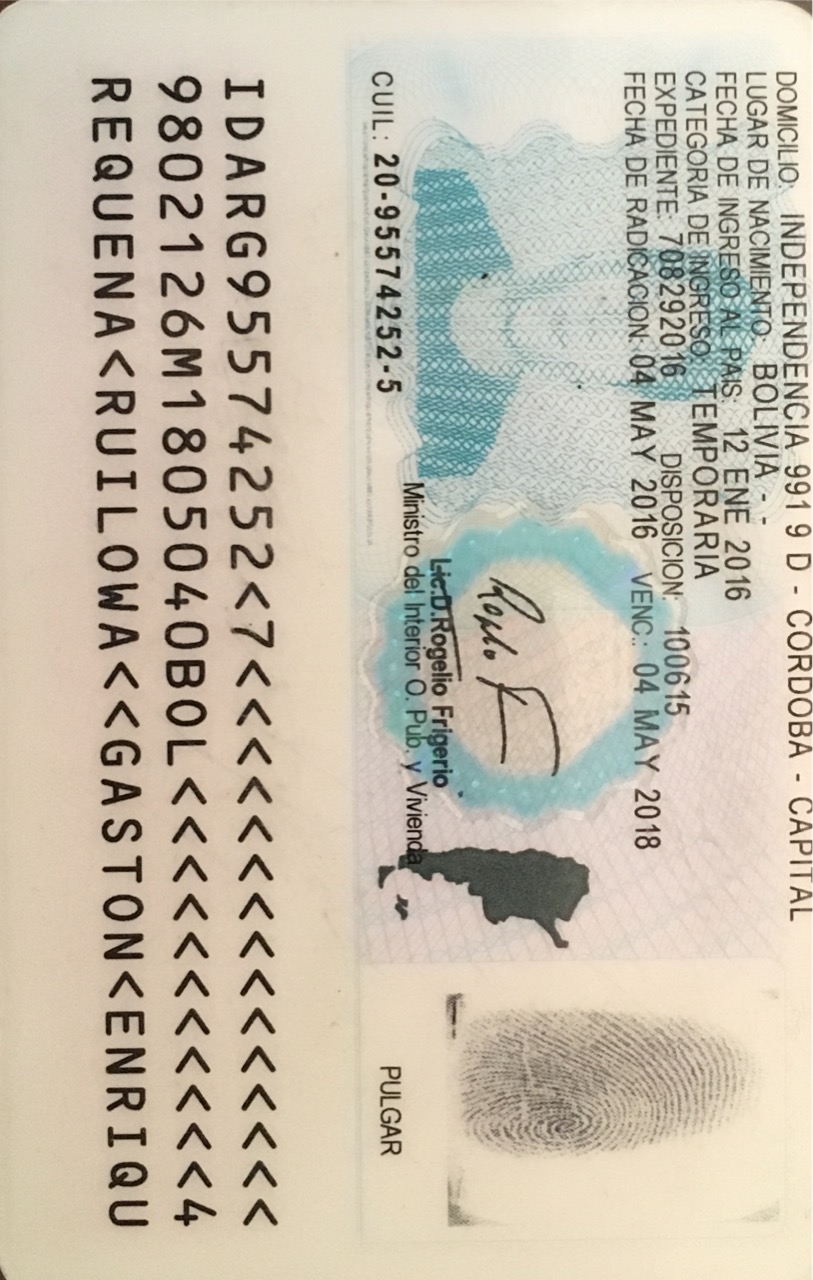 DOMICILIO: INDEPENDENCIA 991 9 D - CORDOBA - CAPITAL
LUGAR DE NACIMIENTO: BOLIVIA - -
FECHA DE INGRESO AL PAIS: 12 ENE 2016
CATEGORIA DE INGRESO: TEMPORARIA
EXPEDIENTE: 708292016 DISPOSICION: 100615
FECHA DE RADICACION: 04 MAY 2016 VENC.: 04 MAY 2018
Lic.D.Rogelio Frigerio
Ministro del Interior O. Pub. y Vivienda
CUIL: 20-95574252-5
PULGAR
IDARG95574252<7<<<<<<<<<<<<<<<
9802126M1805040BOL<<<<<<<<<<<4
REQUENA<RUILOWA<<GASTON<ENRIQU